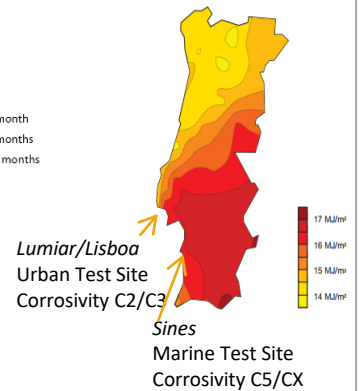 month
months
months
Lumiar/Lisboa
Urban Test Site
Corrosivity C2/C3
Sines
Marine Test Site
Corrosivity C5/CX
17 MJ/m²
16 MJ/m²
15 MJ/m²
14 MJ/m²